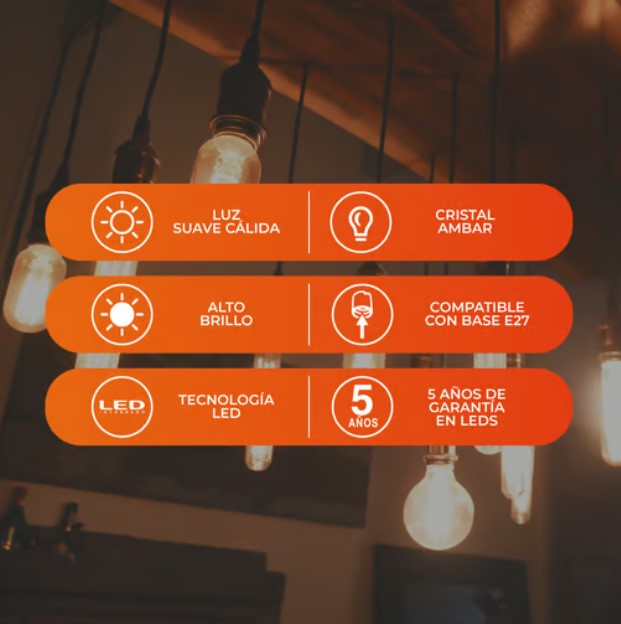 LUZ
SUAVE CÁLIDA
CRISTAL
AMBAR
ALTO
BRILLO
COMPATIBLE
CON BASE E27
LED
INTEGRADO
TECNOLOGÍA
LED
5
AÑOS
5 AÑOS DE
GARANTÍA
EN LEDS